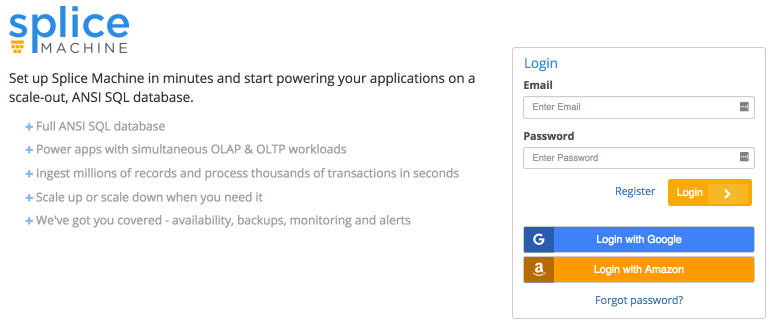 splice
MACHINE
Set up Splice Machine in minutes and start powering your applications on a
scale-out, ANSI SQL database.
+ Full ANSI SQL database
+ Power apps with simultaneous OLAP & OLTP workloads
+ Ingest millions of records and process thousands of transactions in seconds
+ Scale up or scale down when you need it
+ We've got you covered - availability, backups, monitoring and alerts
Login
Email
Enter Email
Password
Enter Password
Register
Login
G
Login with Google
a
Login with Amazon
Forgot password?